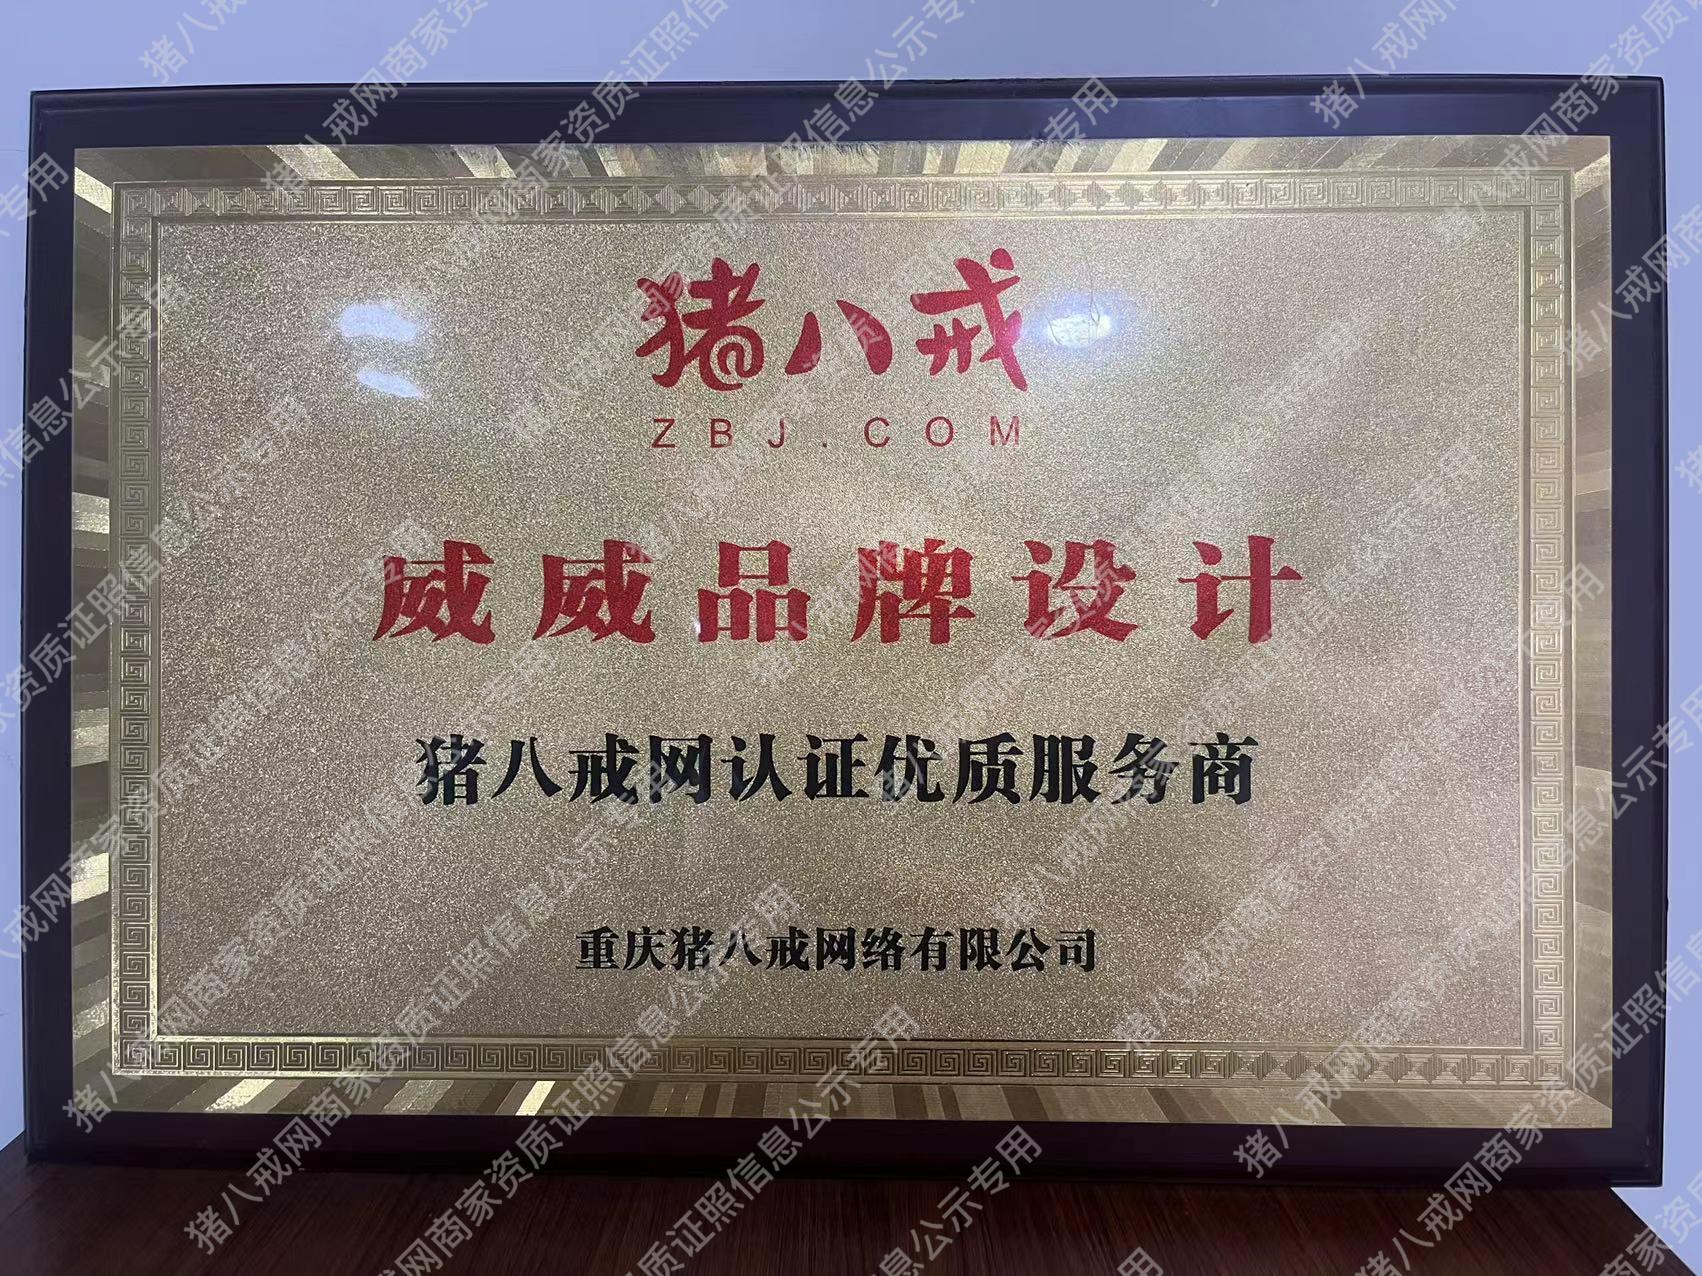 猪八戒
ZBJ.COM
威威品牌设计
猪八戒网认证优质服务商
重庆猪八戒网络有限公司
猪八戒网商家资质证照信息公示专用